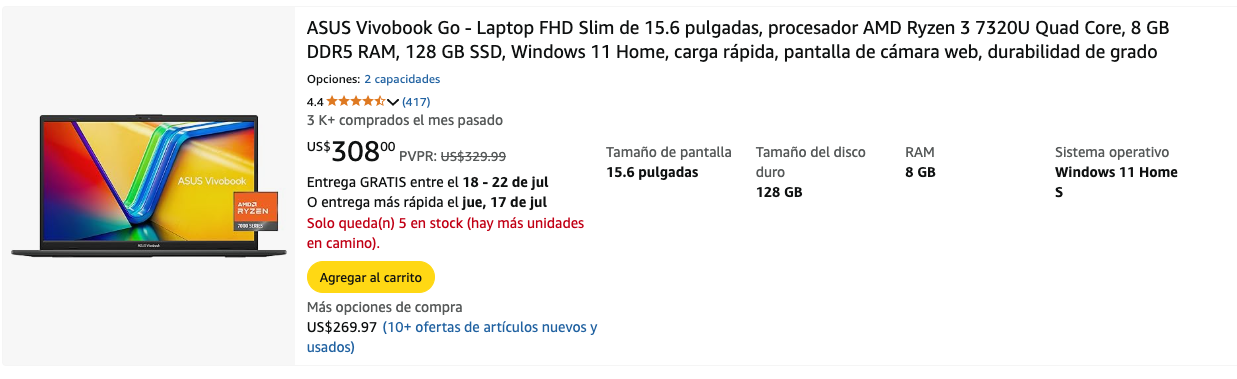 ASUS Vivobook Go - Laptop FHD Slim de 15.6 pulgadas, procesador AMD Ryzen 3 7320U Quad Core, 8 GB
DDR5 RAM, 128 GB SSD, Windows 11 Home, carga rápida, pantalla de cámara web, durabilidad de grado
Opciones: 2 capacidades
4.4 (417)
3 K+ comprados el mes pasado
US$30800 PVPR: US$329.99
Entrega GRATIS entre el 18 - 22 de jul
O entrega más rápida el jue, 17 de jul
Solo queda(n) 5 en stock (hay más unidades
en camino).
Agregar al carrito
Más opciones de compra
US$269.97 (10+ ofertas de artículos nuevos y
usados)
Tamaño de pantalla
15.6 pulgadas
Tamaño del disco
duro
128 GB
RAM
8 GB
Sistema operativo
Windows 11 Home
S
ASUS Vivobook
AMD
RYZEN
7000 SERIES
ASUS Vivobook